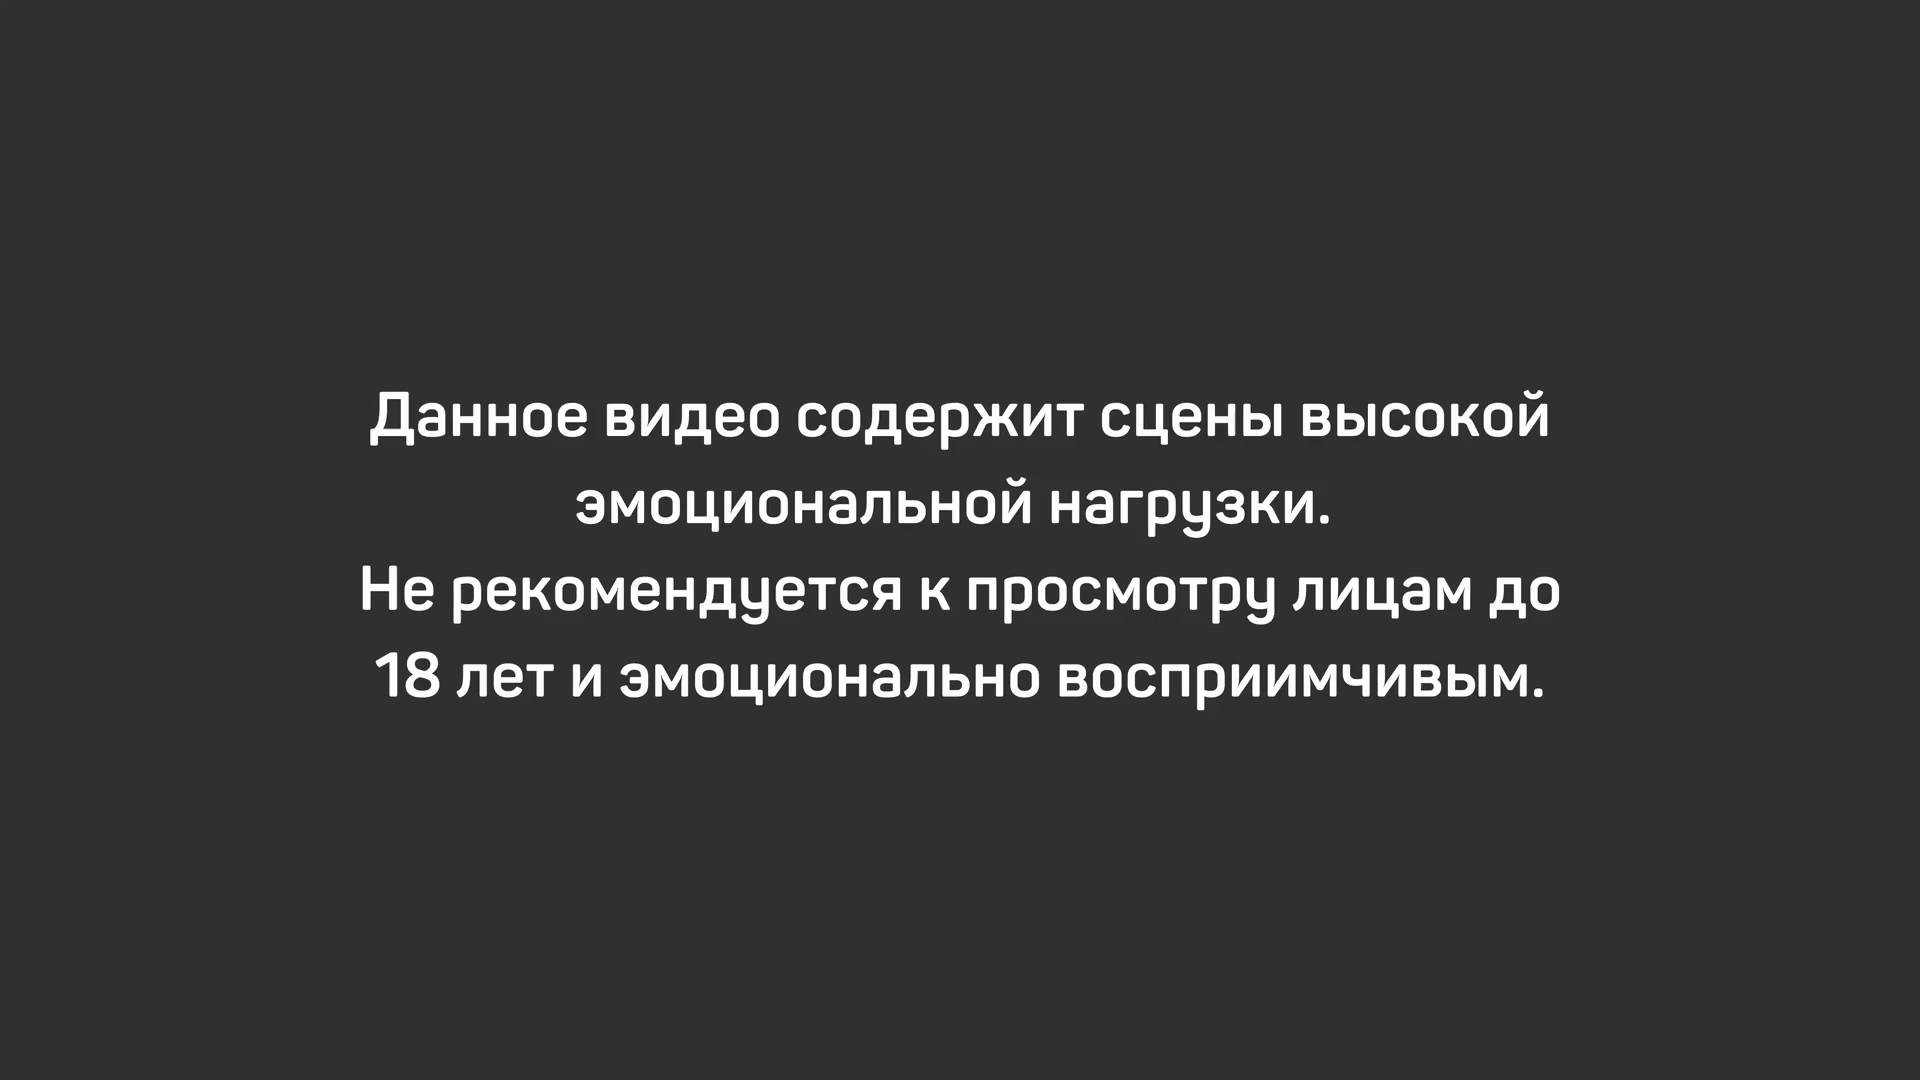 Данное видео содержит сцены высокой
эмоциональной нагрузки.
Не рекомендуется к просмотру лицам до
18 лет и эмоционально восприимчивым.